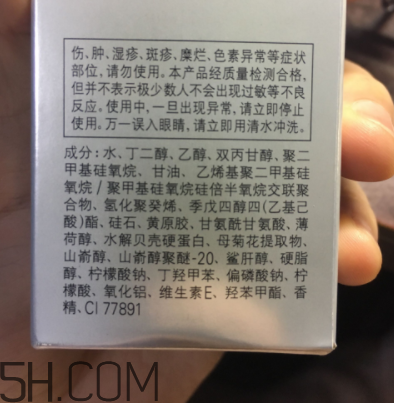 伤、肿、湿疹、斑疹、糜烂、色素异常等症状
部位,请勿使用。本产品经质量检测合格,
但并不表示极少数人不会出现过敏等不良
反应。使用中,一旦出现异常,请立即停止
使用。万一误入眼睛,请立即用清水冲洗。
成分:水、丁二醇、乙醇、双丙甘醇、聚二
甲基硅氧烷、甘油、乙烯基聚二甲基硅
氧烷/聚甲基硅氧烷硅倍半氧烷交联聚
合物、氢化聚癸烯、季戊四醇四(乙基己
酸)酯、硅石、黄原胶、甘氨酰甘氨酸、薄
荷醇、水解贝壳硬蛋白、母菊花提取物、
山嵛醇、山嵛醇聚醚-20、鲨肝醇、硬脂
醇、柠檬酸钠、丁羟甲苯、偏磷酸钠、柠
檬酸、氧化铝、维生素E、羟苯甲酯、香
精、CI 77891
5H.COM